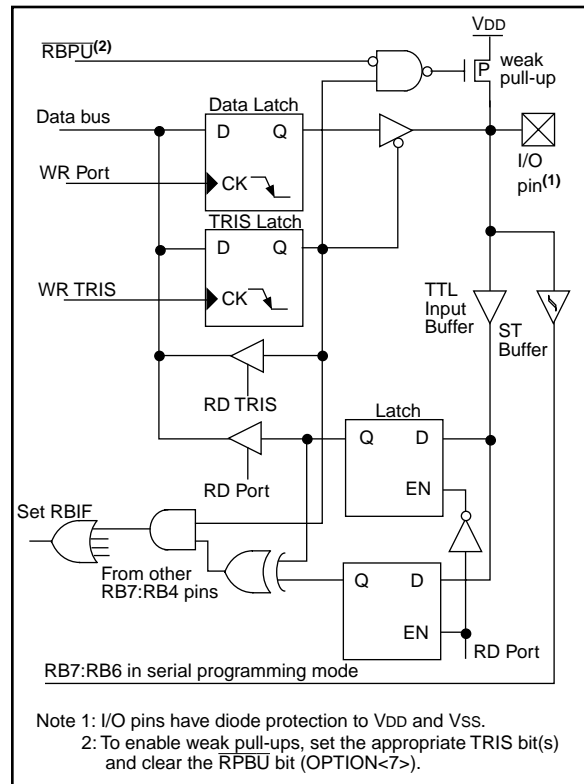 VDD
RBPU(2)
weak
pull-up
P
Data Latch
Data bus
D Q
I/O
pin(1)
WR Port
CK
TRIS Latch
D Q
WR TRIS
CK
TTL
Input
Buffer
ST
Buffer
RD TRIS
Latch
Q D
RD Port
EN
Set RBIF
From other
RB7:RB4 pins
Q D
EN
RD Port
RB7:RB6 in serial programming mode
Note 1: I/O pins have diode protection to VDD and VSS.
2: To enable weak pull-ups, set the appropriate TRIS bit(s)
and clear the RPBU bit (OPTION<7>).